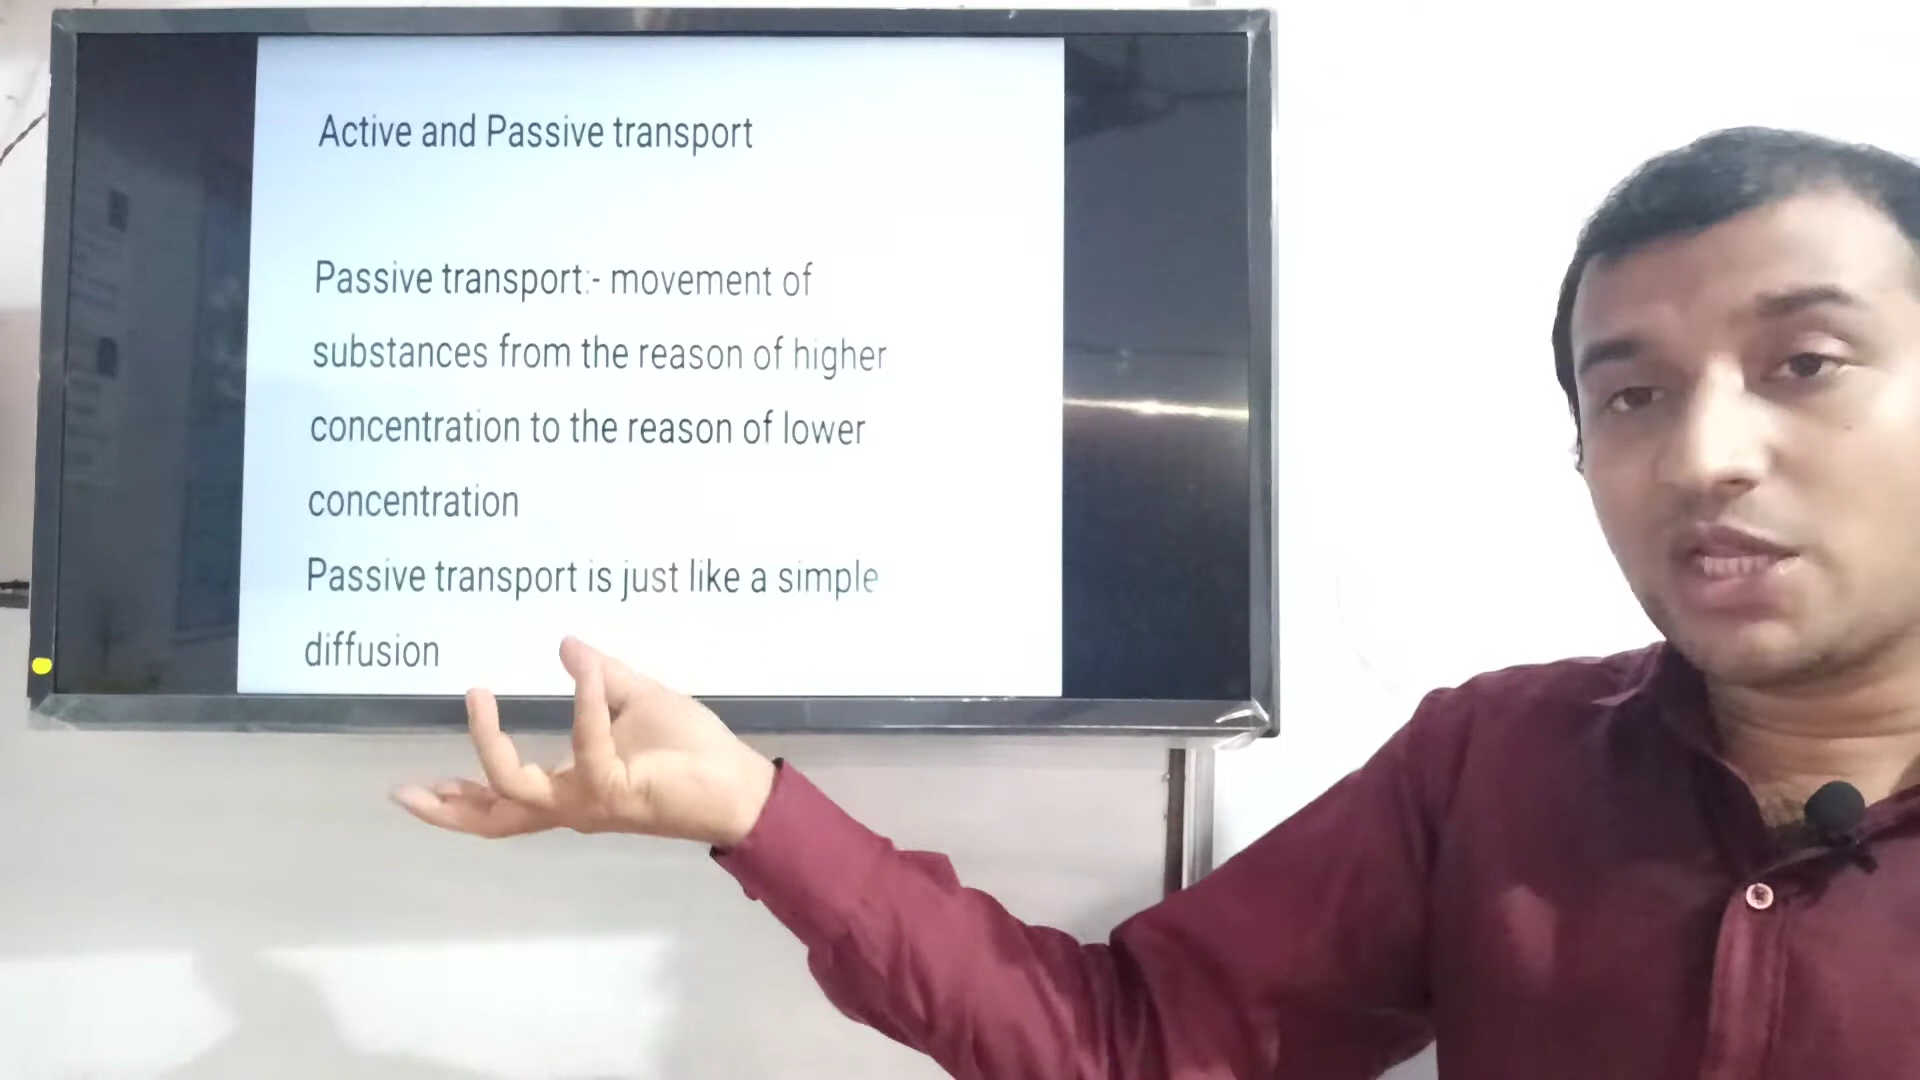 Active and Passive transport
Passive transport:- movement of
substances from the reason of higher
concentration to the reason of lower
concentration
Passive transport is just like a simple
diffusion